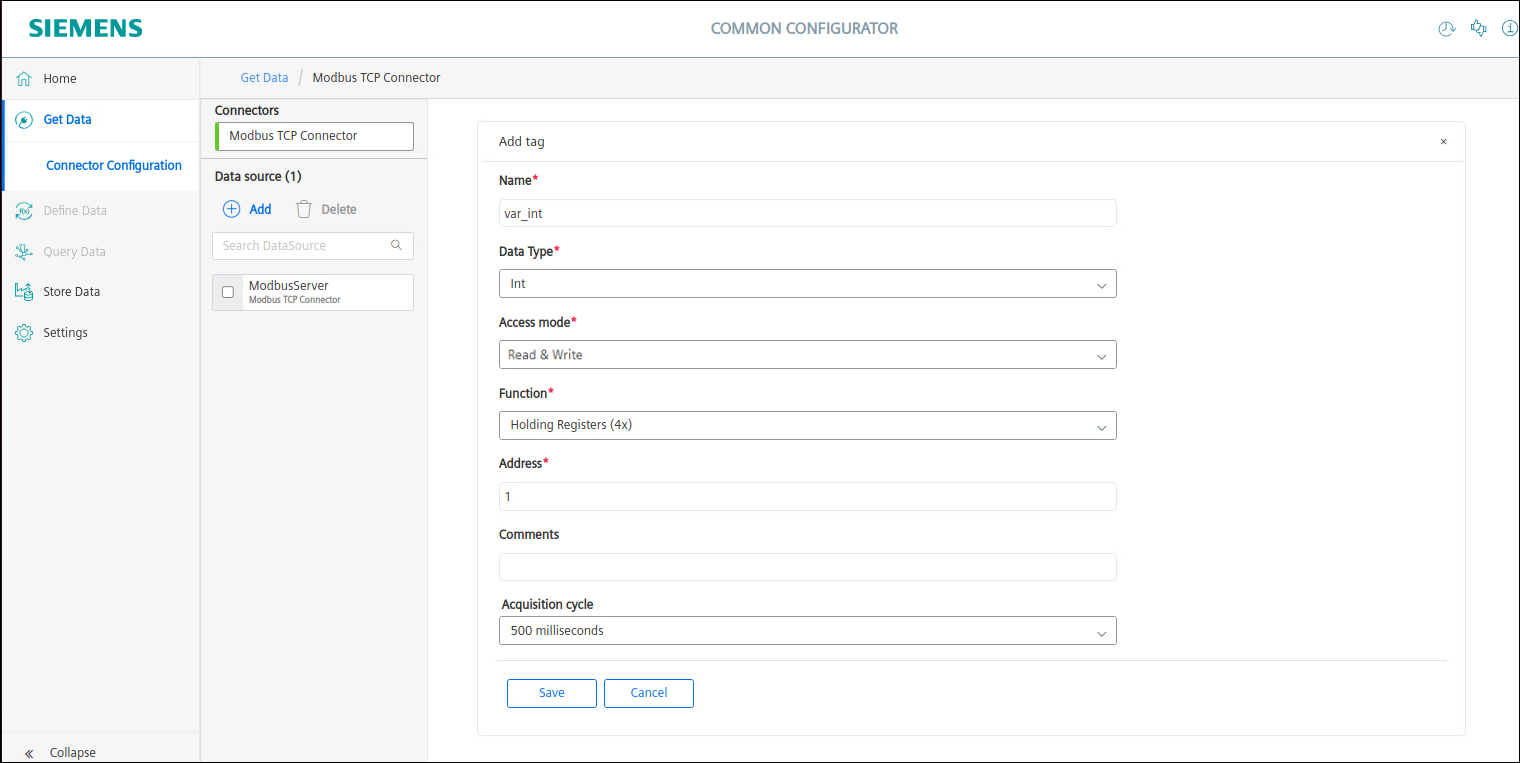 SIEMENS
COMMON CONFIGURATOR
Home
Get Data
Connector Configuration
Define Data
Query Data
Store Data
Settings
Collapse
Get Data / Modbus TCP Connector
Connectors
Modbus TCP Connector
Data source (1)
Add Delete
Search DataSource
ModbusServer
Modbus TCP Connector
Add tag ×
Name*
var_int
Data Type*
Int
Access mode*
Read & Write
Function*
Holding Registers (4x)
Address*
1
Comments
Acquisition cycle
500 milliseconds
Save Cancel